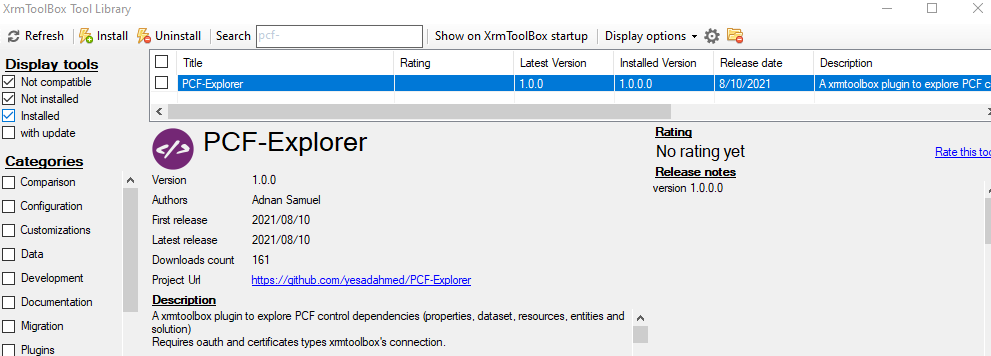 XrmToolBox Tool Library
Refresh Install Uninstall Search pcf- Show on XrmToolBox startup Display options
Display tools
Not compatible
Not installed
Installed
with update
Categories
Comparison
Configuration
Customizations
Data
Development
Documentation
Migration
Plugins
Title Rating Latest Version Installed Version Release date Description
PCF-Explorer 1.0.0 1.0.0.0 8/10/2021 A xrmtoolbox plugin to explore PCF c
PCF-Explorer
Version 1.0.0
Authors Adnan Samuel
First release 2021/08/10
Latest release 2021/08/10
Downloads count 161
Project Url https://github.com/yesadahmed/PCF-Explorer
Description
A xrmtoolbox plugin to explore PCF control dependencies (properties, dataset, resources, entities and
solution)
Requires oauth and certificates types xrmtoolbox's connection.
Rating
No rating yet Rate this too
Release notes
version 1.0.0.0